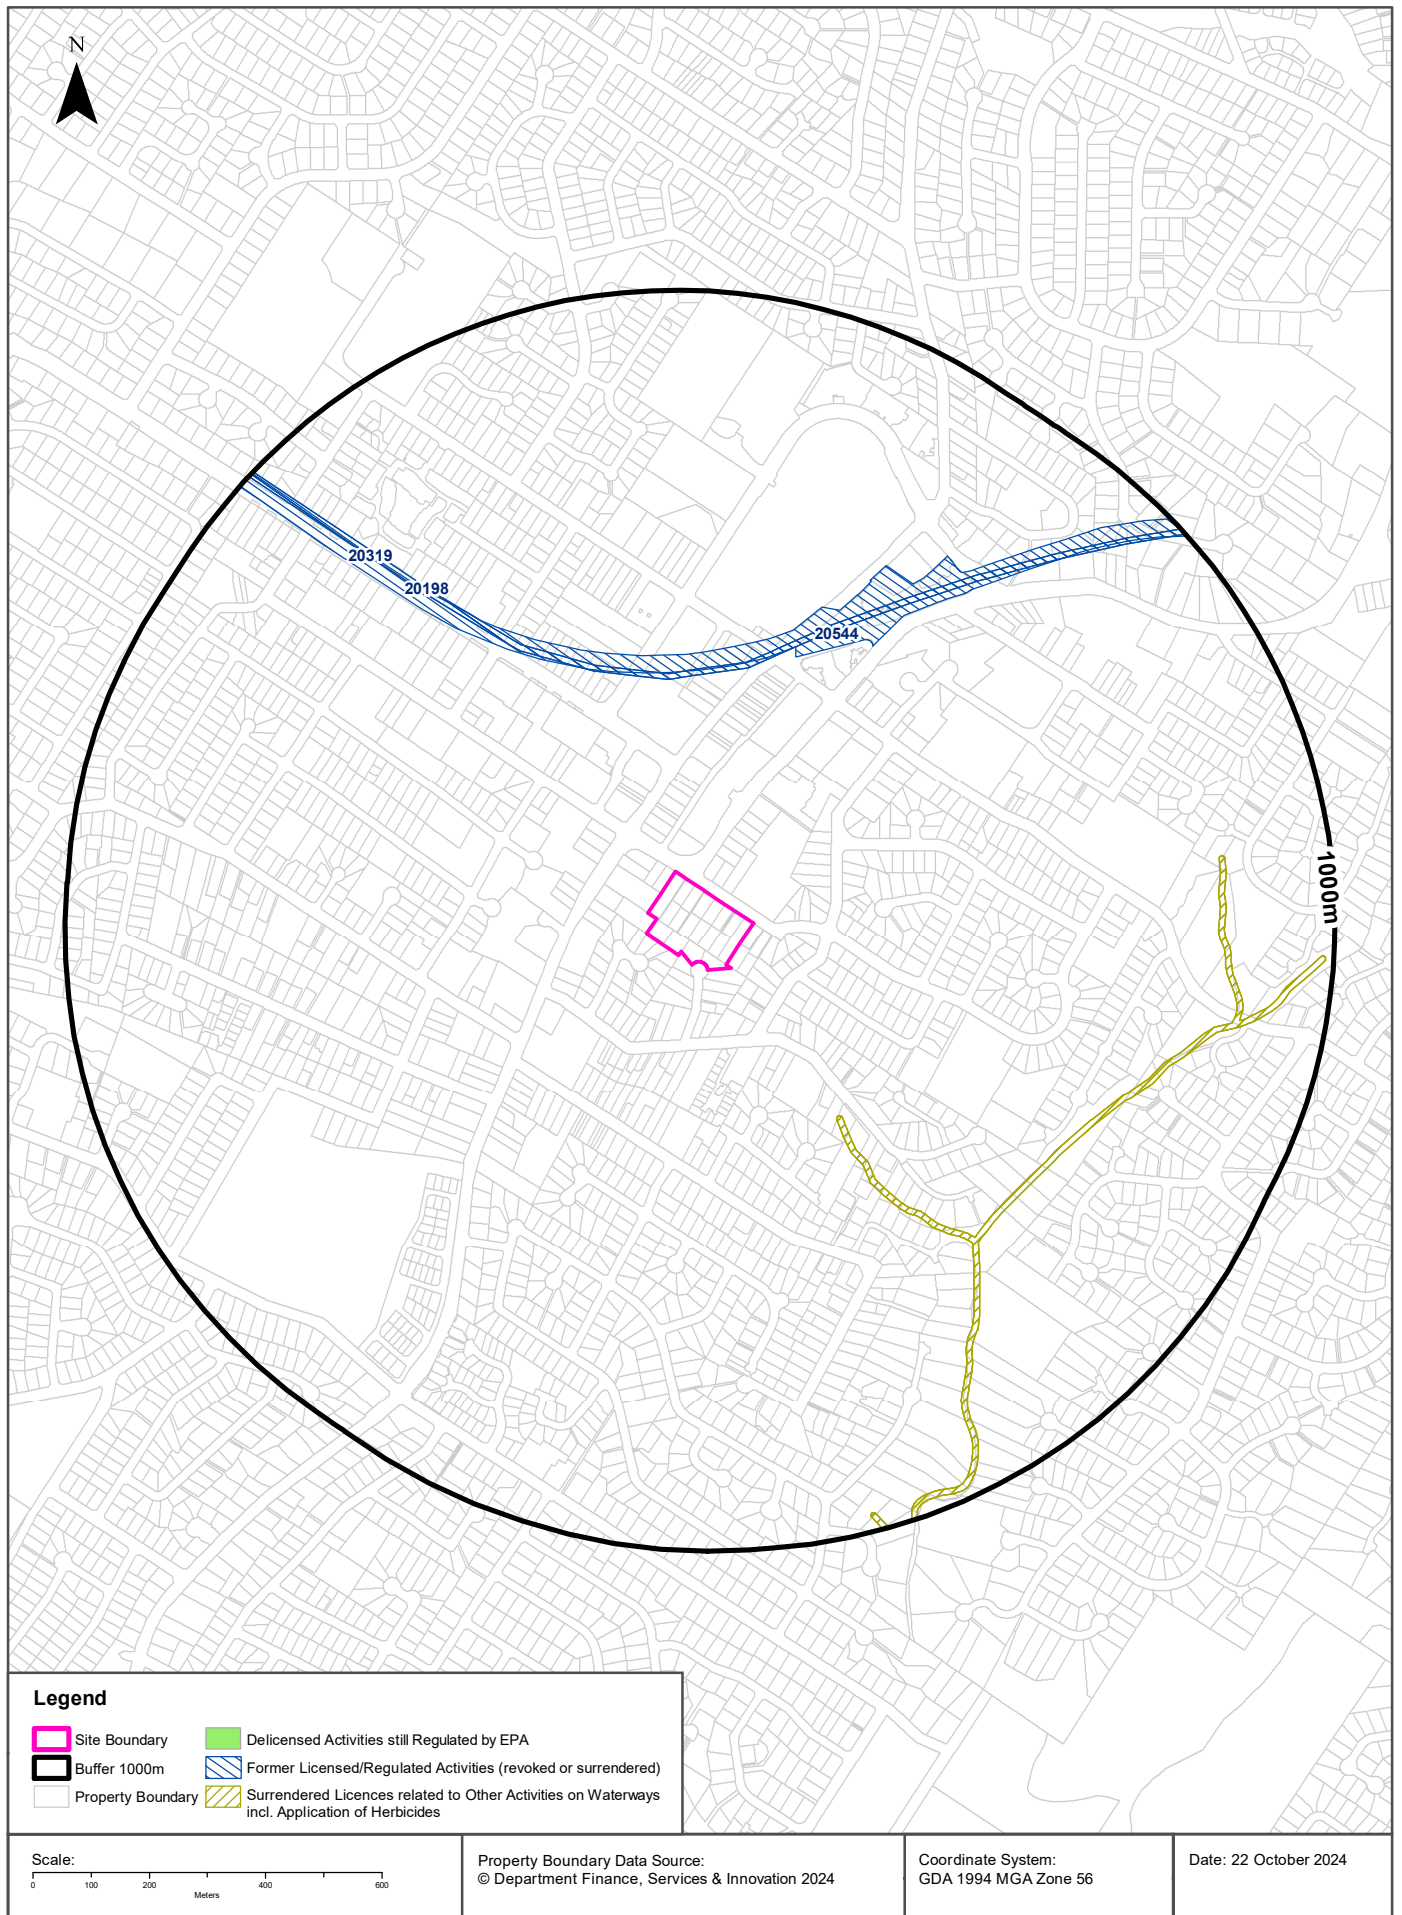 N
20319
20198
20544
1000m
Legend
Site Boundary
Buffer 1000m
Property Boundary
Delicensed Activities still Regulated by EPA
Former Licensed/Regulated Activities (revoked or surrendered)
Surrendered Licences related to Other Activities on Waterways
incl. Application of Herbicides
Scale:
0 100 200 400 600
Meters
Property Boundary Data Source:
© Department Finance, Services & Innovation 2024
Coordinate System:
GDA 1994 MGA Zone 56
Date: 22 October 2024